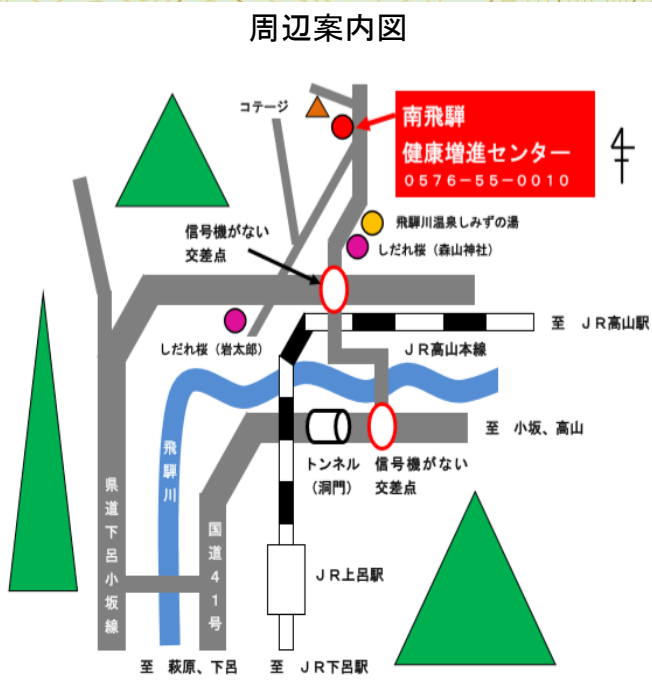 周辺案内図
コテージ
南飛騨
健康増進センター
0576－55－0010
飛騨川温泉しみずの湯
しだれ桜（森山神社）
信号機がない
交差点
しだれ桜（岩太郎）
至 JR高山駅
JR高山本線
至 小坂、高山
トンネル
（洞門）
信号機がない
交差点
飛騨川
県道下呂小坂線
国道41号
JR上呂駅
至 萩原、下呂
至 JR下呂駅